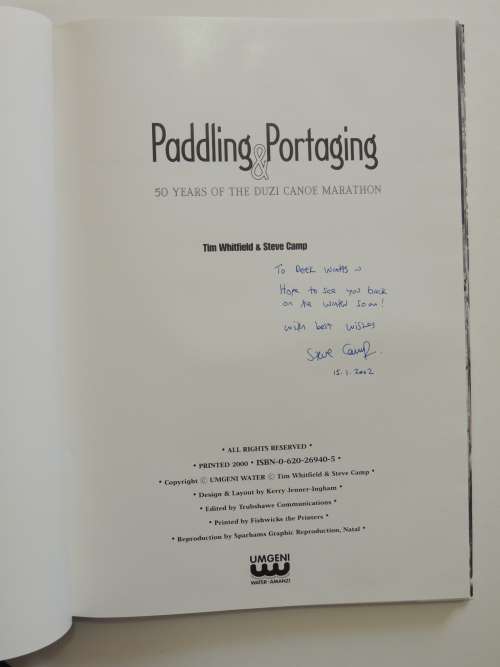 Paddling & Portaging
50 YEARS OF THE DUZI CANOE MARATHON
Tim Whitfield & Steve Camp
To
Hope to see you back
on the water soon!
with best wishes
Steve Camp.
15.1.2002
• ALL RIGHTS RESERVED •
• PRINTED 2000 • ISBN-0-620-26940-5 •
• Copyright © UMGENI WATER © Tim Whitfield & Steve Camp •
• Design & Layout by Kerry Jenner-Ingham •
• Edited by Trubshawe Communications •
• Printed by Fishwicks the Printers •
• Reproduction by Sparhams Graphic Reproduction, Natal •
UMGENI
WATER·AMANZI